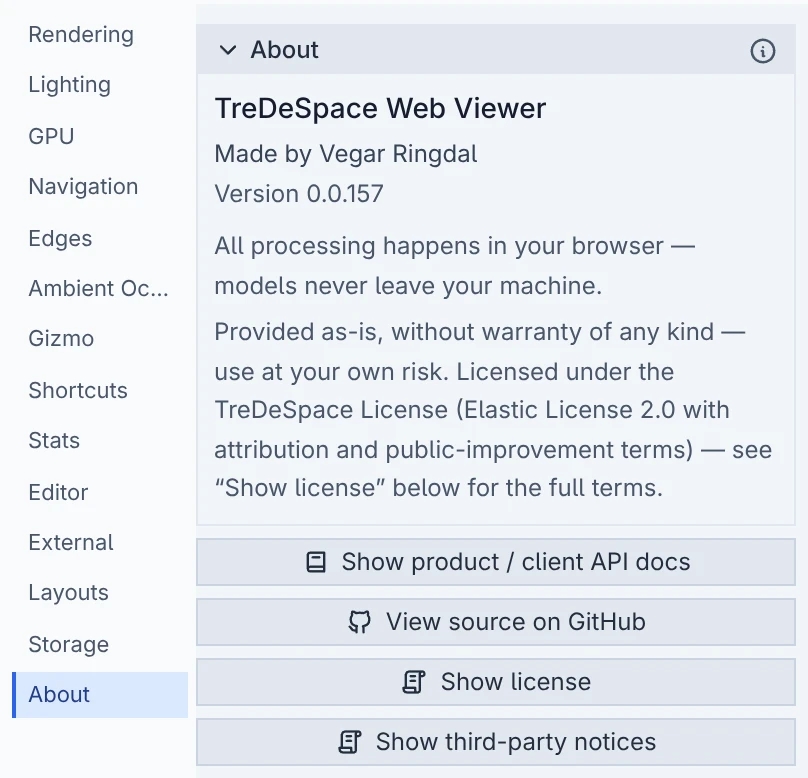 Rendering
Lighting
GPU
Navigation
Edges
Ambient Oc...
Gizmo
Shortcuts
Stats
Editor
External
Layouts
Storage
About
About
TreDeSpace Web Viewer
Made by Vegar Ringdal
Version 0.0.157
All processing happens in your browser —
models never leave your machine.
Provided as-is, without warranty of any kind —
use at your own risk. Licensed under the
TreDeSpace License (Elastic License 2.0 with
attribution and public-improvement terms) — see
“Show license” below for the full terms.
Show product / client API docs
View source on GitHub
Show license
Show third-party notices